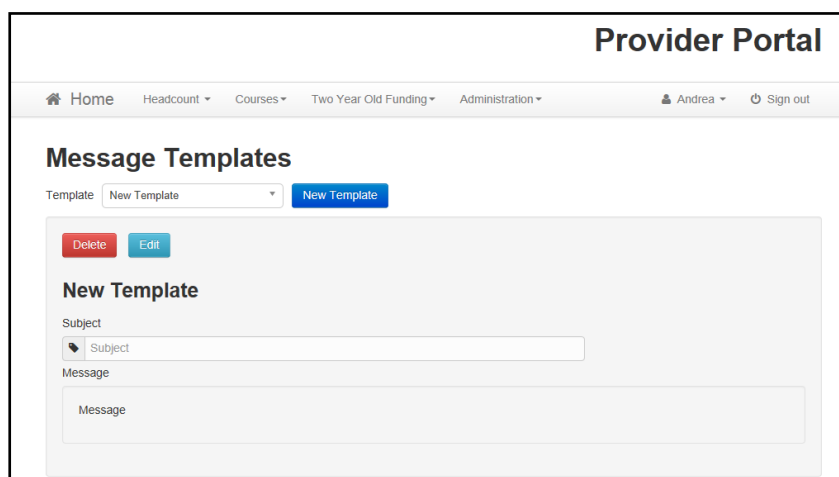 Provider Portal
Home Headcount Courses Two Year Old Funding Administration Andrea Sign out
Message Templates
Template New Template New Template
Delete Edit
New Template
Subject
Subject
Message
Message